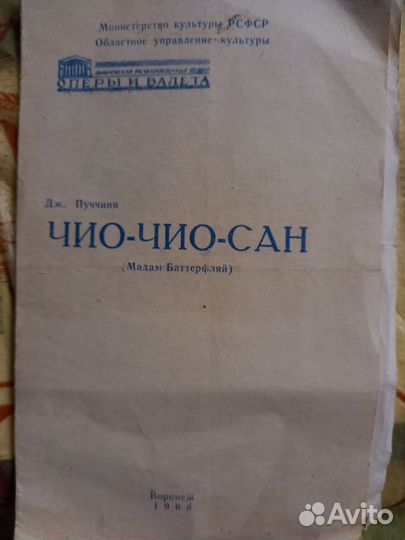 Министерство культуры РСФСР
Областное управление культуры
ОПЕРЫ И БАЛЕТА
Дж. Пуччини
ЧИО-ЧИО-САН
(Мадам Баттерфляй)
Воронеж
1968
Avito